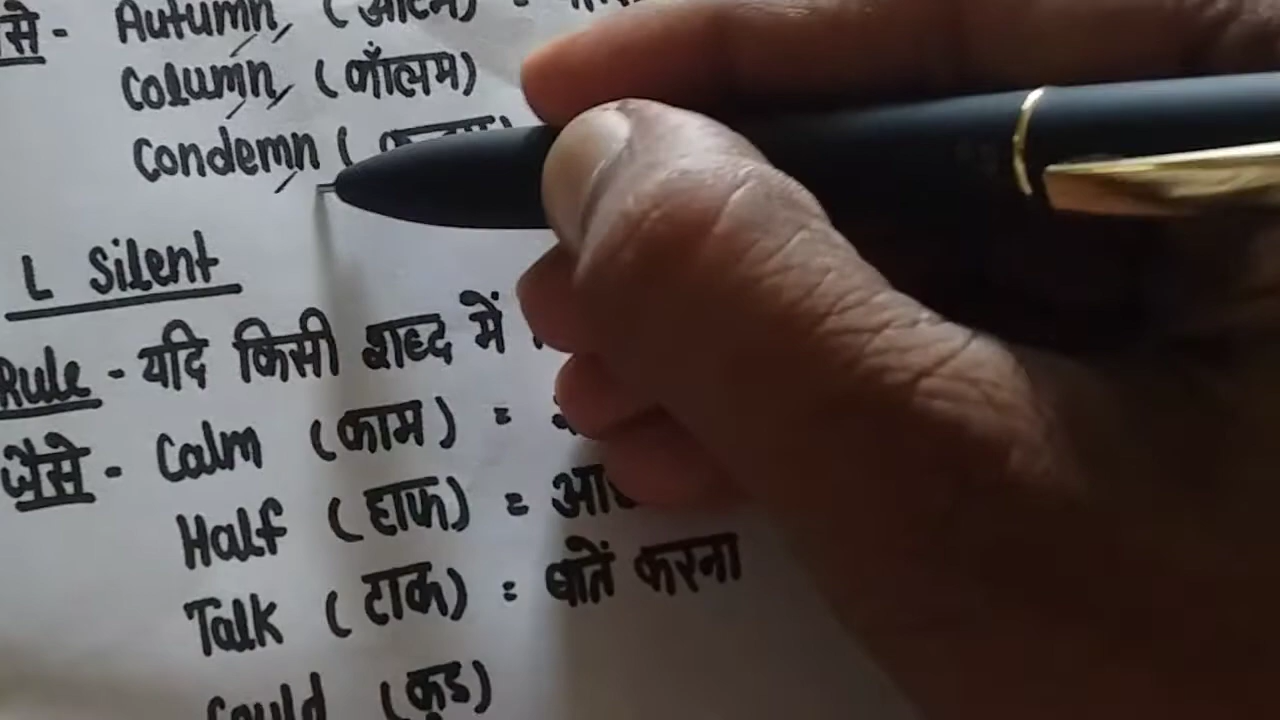 Autumn, (ऑटम) =
Column, (कॉलम)
Condemn (
L Silent
Rule - यदि किसी शब्द में
जैसे - Calm (काम) =
Half (हाफ) =
Talk (टाक) = बातें करना
Could (कुड)